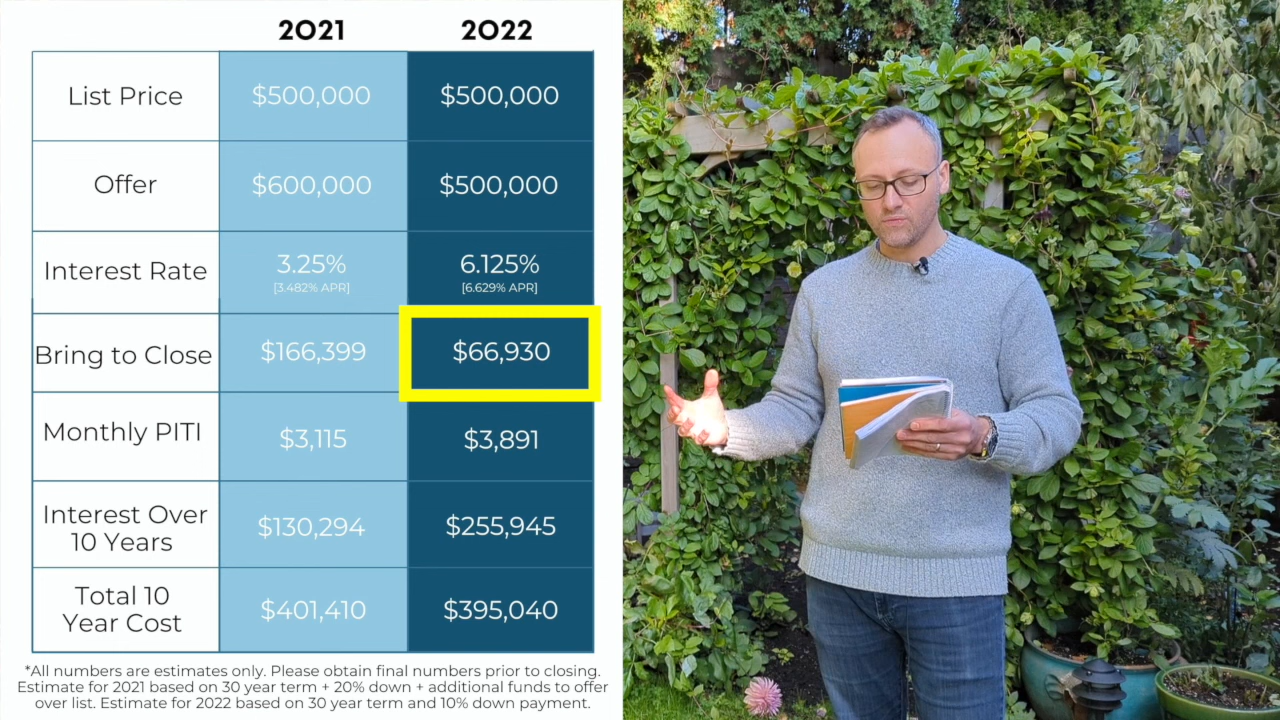 2021 2022
List Price $500,000 $500,000
Offer $600,000 $500,000
Interest Rate 3.25% 6.125%
[3.482% APR] [6.629% APR]
Bring to Close $166,399 $66,930
Monthly PITI $3,115 $3,891
Interest Over
10 Years $130,294 $255,945
Total 10
Year Cost $401,410 $395,040
*All numbers are estimates only. Please obtain final numbers prior to closing.
Estimate for 2021 based on 30 year term + 20% down + additional funds to offer
over list. Estimate for 2022 based on 30 year term and 10% down payment.